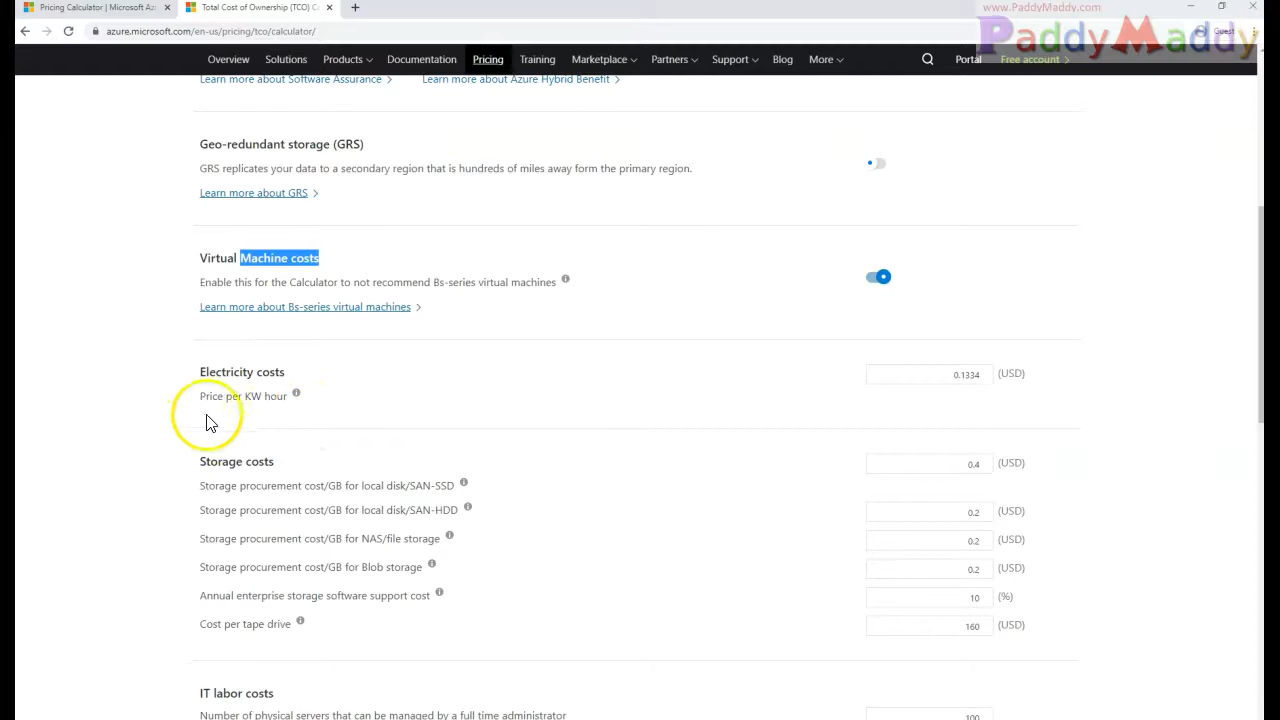 Pricing Calculator | Microsoft Az
Total Cost of Ownership (TCO) C
www.PaddyMaddy.com
azure.microsoft.com/en-us/pricing/tco/calculator/
Guest
PaddyMaddy
Overview Solutions Products Documentation Pricing Training Marketplace Partners Support Blog More Portal Free account >
Learn more about Software Assurance > Learn more about Azure Hybrid Benefit >
Geo-redundant storage (GRS)
GRS replicates your data to a secondary region that is hundreds of miles away form the primary region.
Learn more about GRS >
Virtual Machine costs
Enable this for the Calculator to not recommend Bs-series virtual machines
Learn more about Bs-series virtual machines >
Electricity costs
0.1334 (USD)
Price per KW hour
Storage costs
0.4 (USD)
Storage procurement cost/GB for local disk/SAN-SSD
Storage procurement cost/GB for local disk/SAN-HDD 0.2 (USD)
Storage procurement cost/GB for NAS/file storage 0.2 (USD)
Storage procurement cost/GB for Blob storage 0.2 (USD)
Annual enterprise storage software support cost 10 (%)
Cost per tape drive 160 (USD)
IT labor costs
Number of physical servers that can be managed by a full time administrator 100